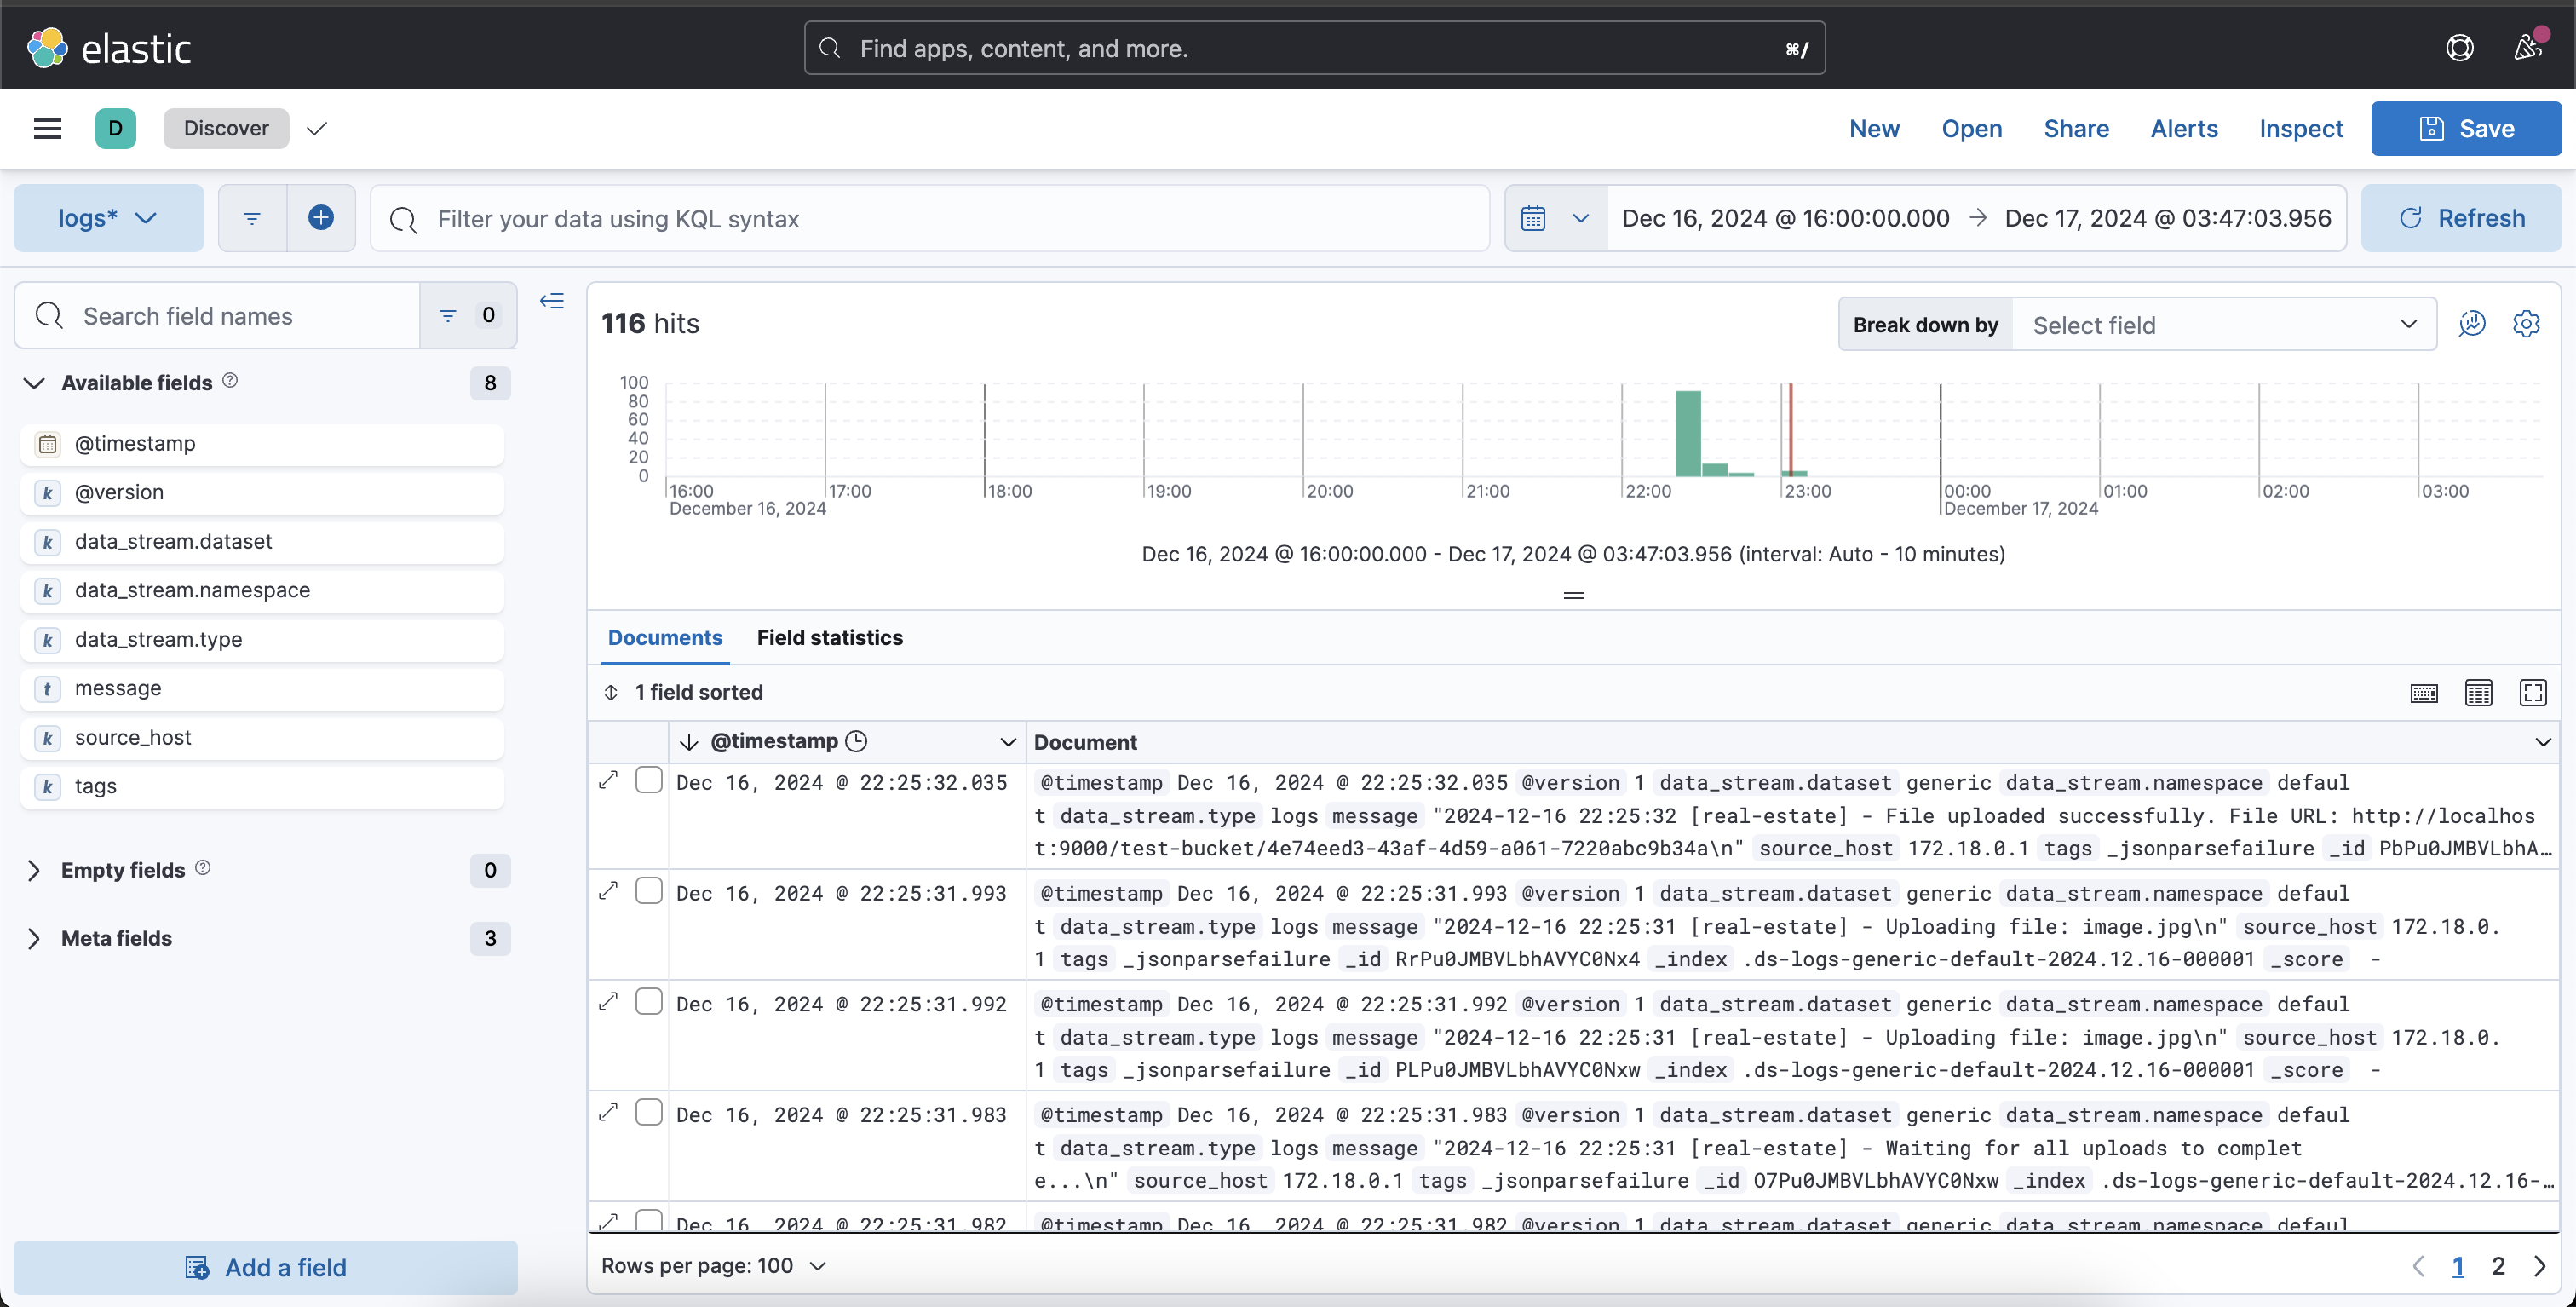 elastic
Find apps, content, and more.
⌘/
D
Discover
New
Open
Share
Alerts
Inspect
Save
logs*
Filter your data using KQL syntax
Dec 16, 2024 @ 16:00:00.000 → Dec 17, 2024 @ 03:47:03.956
Refresh
Search field names
0
Available fields
8
@timestamp
k @version
k data_stream.dataset
k data_stream.namespace
k data_stream.type
t message
k source_host
k tags
Empty fields
0
Meta fields
3
Add a field
116 hits
Break down by
Select field
100
80
60
40
20
0
16:00 17:00 18:00 19:00 20:00 21:00 22:00 23:00 00:00 01:00 02:00 03:00
December 16, 2024 December 17, 2024
Dec 16, 2024 @ 16:00:00.000 - Dec 17, 2024 @ 03:47:03.956 (interval: Auto - 10 minutes)
Documents
Field statistics
1 field sorted
@timestamp
Document
Dec 16, 2024 @ 22:25:32.035
@timestamp Dec 16, 2024 @ 22:25:32.035 @version 1 data_stream.dataset generic data_stream.namespace defaul
t data_stream.type logs message "2024-12-16 22:25:32 [real-estate] - File uploaded successfully. File URL: http://localhos
t:9000/test-bucket/4e74eed3-43af-4d59-a061-7220abc9b34a\n" source_host 172.18.0.1 tags _jsonparsefailure _id PbPu0JMBVLbhA…
Dec 16, 2024 @ 22:25:31.993
@timestamp Dec 16, 2024 @ 22:25:31.993 @version 1 data_stream.dataset generic data_stream.namespace defaul
t data_stream.type logs message "2024-12-16 22:25:31 [real-estate] - Uploading file: image.jpg\n" source_host 172.18.0.
1 tags _jsonparsefailure _id RrPu0JMBVLbhAVYC0Nx4 _index .ds-logs-generic-default-2024.12.16-000001 _score -
Dec 16, 2024 @ 22:25:31.992
@timestamp Dec 16, 2024 @ 22:25:31.992 @version 1 data_stream.dataset generic data_stream.namespace defaul
t data_stream.type logs message "2024-12-16 22:25:31 [real-estate] - Uploading file: image.jpg\n" source_host 172.18.0.
1 tags _jsonparsefailure _id PLPu0JMBVLbhAVYC0Nxw _index .ds-logs-generic-default-2024.12.16-000001 _score -
Dec 16, 2024 @ 22:25:31.983
@timestamp Dec 16, 2024 @ 22:25:31.983 @version 1 data_stream.dataset generic data_stream.namespace defaul
t data_stream.type logs message "2024-12-16 22:25:31 [real-estate] - Waiting for all uploads to complet
e...\n" source_host 172.18.0.1 tags _jsonparsefailure _id O7Pu0JMBVLbhAVYC0Nxw _index .ds-logs-generic-default-2024.12.16-…
Dec 16, 2024 @ 22:25:31.982
@timestamp Dec 16, 2024 @ 22:25:31.982 @version 1 data_stream.dataset generic data_stream.namespace defaul
Rows per page: 100
1
2